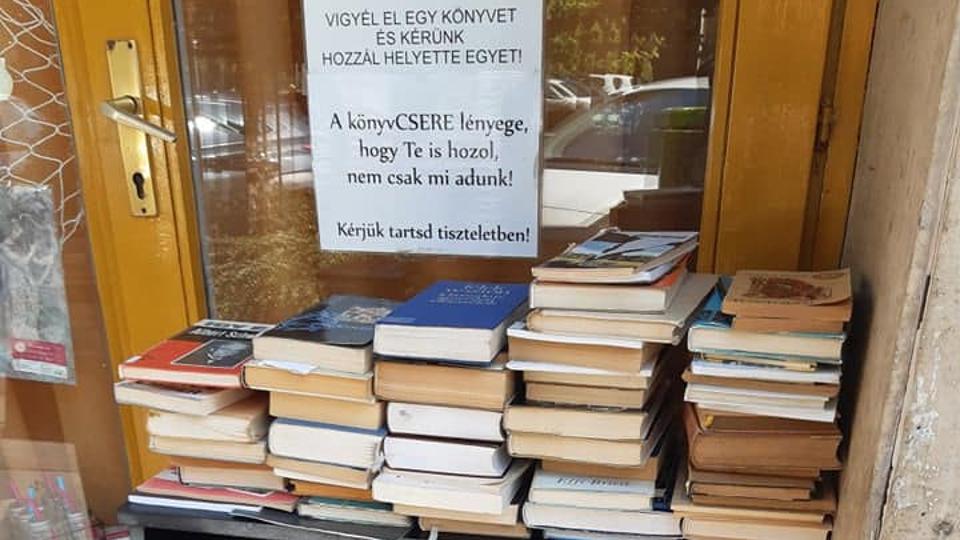 VIGYÉL EL EGY KÖNYVET
ÉS KÉRÜNK
HOZZÁL HELYETTE EGYET!
A könyvCSERE lényege,
hogy Te is hozol,
nem csak mi adunk!
Kérjük tartsd tiszteletben!